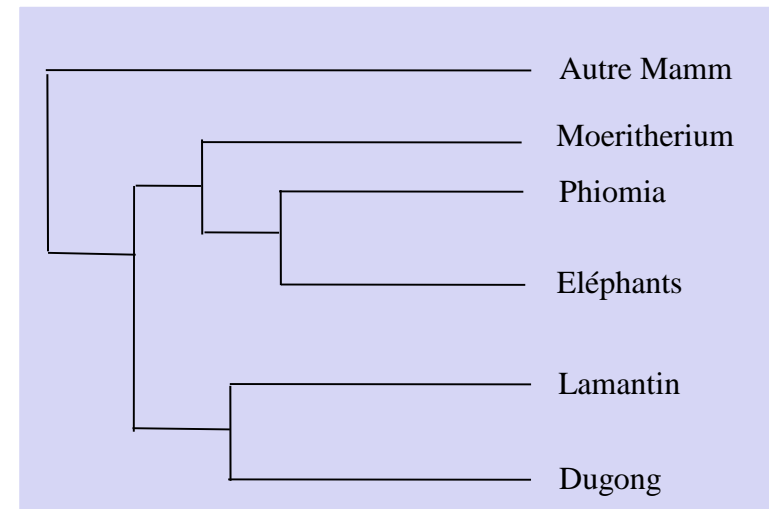 Autre Mamm
Moeritherium
Phiomia
Eléphants
Lamantin
Dugong